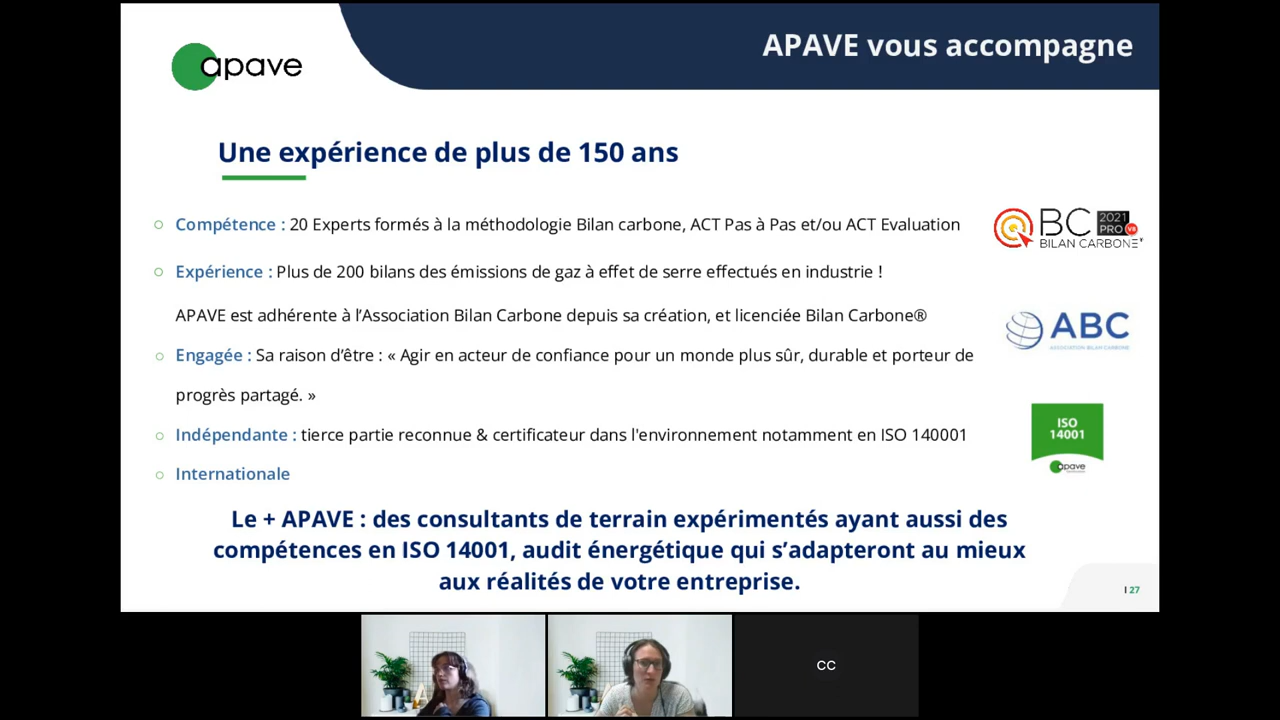 apave
APAVE vous accompagne
Une expérience de plus de 150 ans
Compétence : 20 Experts formés à la méthodologie Bilan carbone, ACT Pas à Pas et/ou ACT Evaluation
BC 2021 PRO V8
BILAN CARBONE
Expérience : Plus de 200 bilans des émissions de gaz à effet de serre effectués en industrie !
APAVE est adhérente à l’Association Bilan Carbone depuis sa création, et licenciée Bilan Carbone®
ABC
ASSOCIATION BILAN CARBONE
Engagée : Sa raison d’être : « Agir en acteur de confiance pour un monde plus sûr, durable et porteur de
progrès partagé. »
Indépendante : tierce partie reconnue & certificateur dans l'environnement notamment en ISO 140001
ISO
14001
apave
Internationale
Le + APAVE : des consultants de terrain expérimentés ayant aussi des
compétences en ISO 14001, audit énergétique qui s’adapteront au mieux
aux réalités de votre entreprise.
I 27
CC